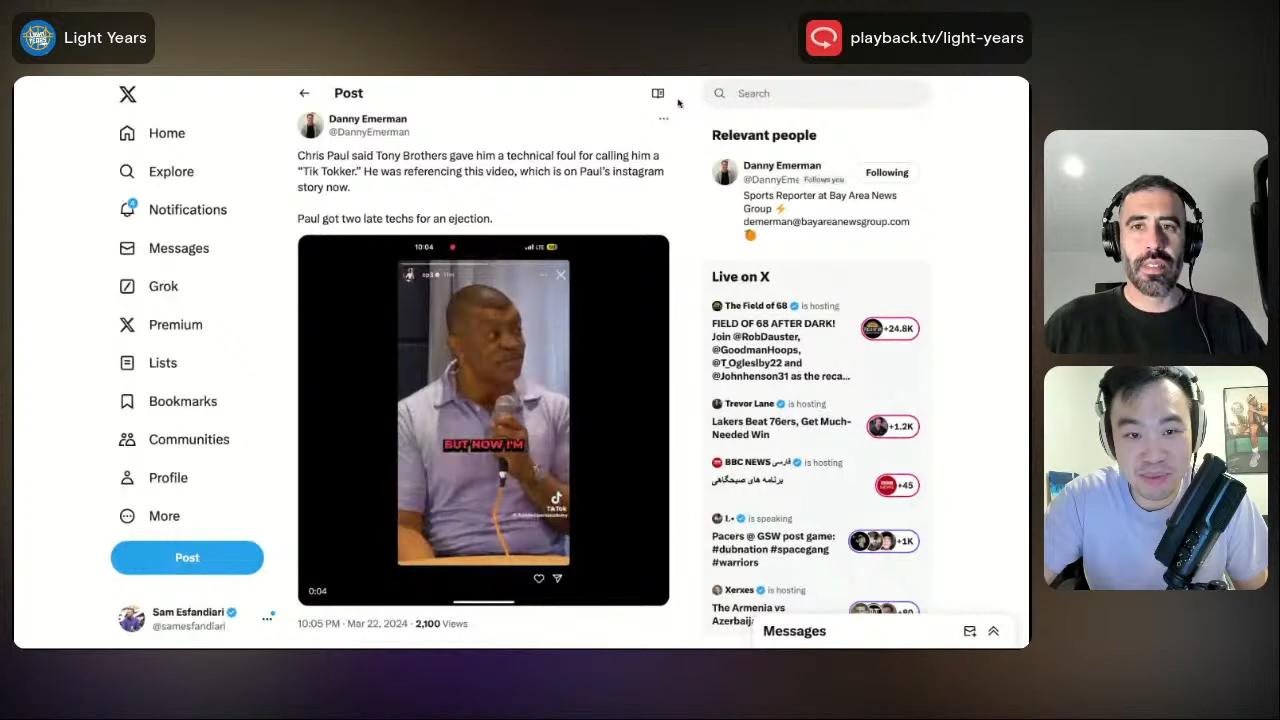 Light Years
playback.tv/light-years
Home
Explore
Notifications
Messages
Grok
Premium
Lists
Bookmarks
Communities
Profile
More
Post
Sam Esfandiari
@samesfandiari
Post
Danny Emerman
@DannyEmerman
Chris Paul said Tony Brothers gave him a technical foul for calling him a
"Tik Tokker." He was referencing this video, which is on Paul's instagram
story now.
Paul got two late techs for an ejection.
10:04
LTE
cp3
11m
BUT NOW I'M
TikTok
0:04
10:05 PM · Mar 22, 2024 · 2,100 Views
Search
Relevant people
Danny Emerman
@DannyEme Follows you
Following
Sports Reporter at Bay Area News
Group ⚡
demerman@bayareanewsgroup.com
🍊
Live on X
The Field of 68 is hosting
FIELD OF 68 AFTER DARK!
Join @RobDauster,
@GoodmanHoops,
@T_Oglesby22 and
@Johnhenson31 as the reca...
+24.8K
Trevor Lane is hosting
Lakers Beat 76ers, Get Much-
Needed Win
+1.2K
BBC NEWS فارسی is hosting
برنامه های صبحگاهی
+45
is speaking
Pacers @ GSW post game:
#dubnation #spacegang
#warriors
+1K
Xerxes is hosting
The Armenia vs
Azerbaij
+80
Messages